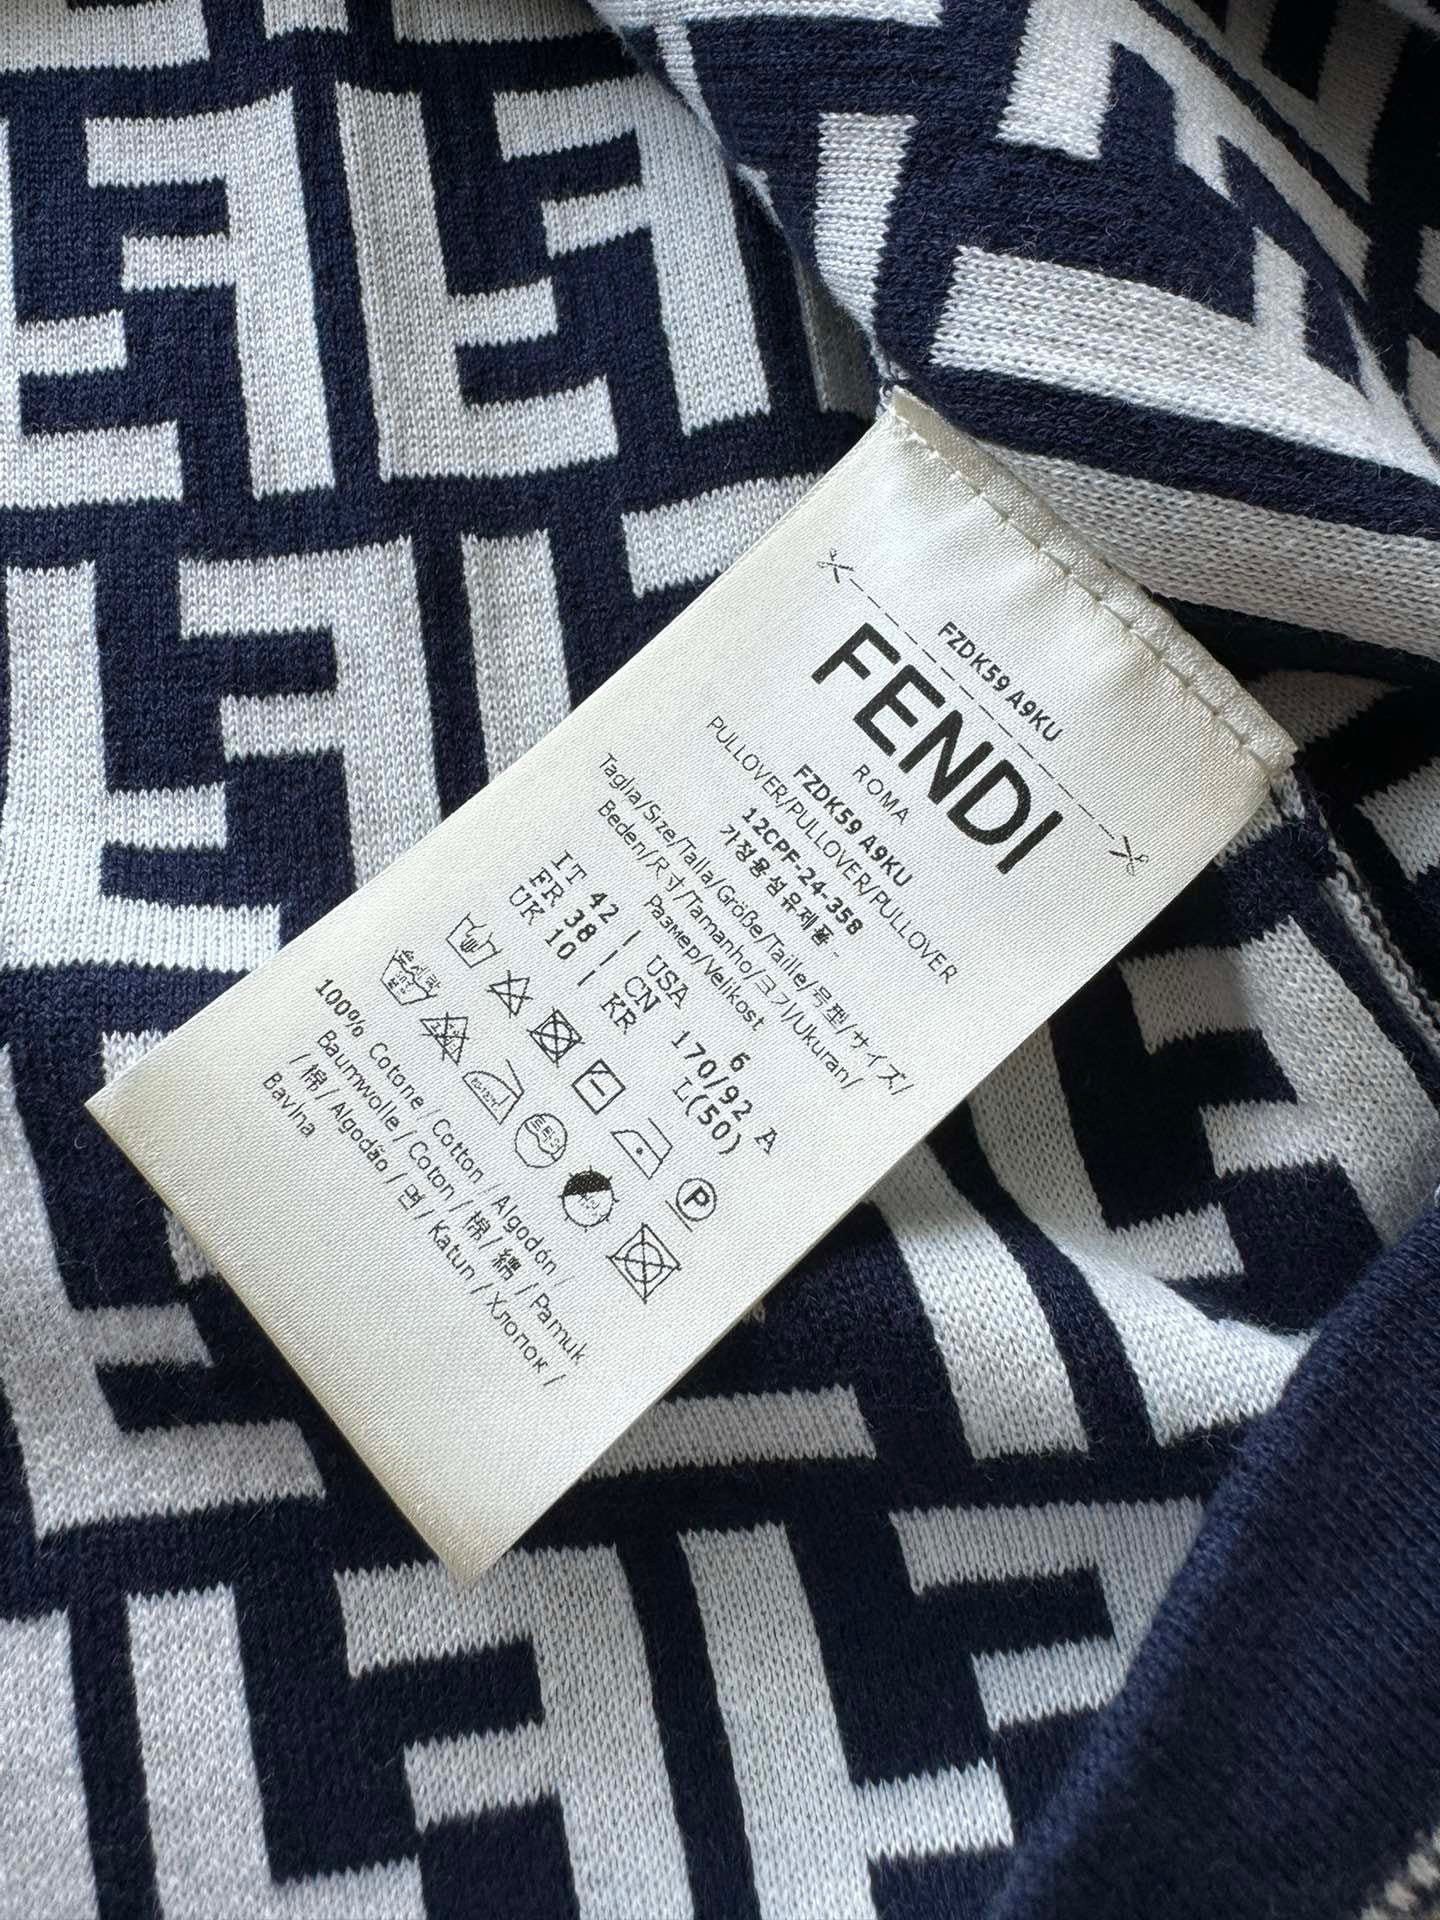 FZDK59 A9KU
FENDI
ROMA
PULLOVER/PULLOVER/PULLOVER
FZDK59 A9KU
12CPF-24-358
가정용섬유제품
Taglia/Size/Talla/Größe/Taille/号型/サイズ/
Beden/尺寸/Tamanho/크기/Ukuran/
Размер/Velikost
IT 42 | USA 6
FR 38 | CN 170/92 A
UK 10 | KR L(50)
P
100% Cotone / Cotton / Algodón /
Baumwolle / Coton / 棉 / 綿 / Pamuk
/ 棉 / Algodão / 면 / Katun / Хлопок /
Bavlna